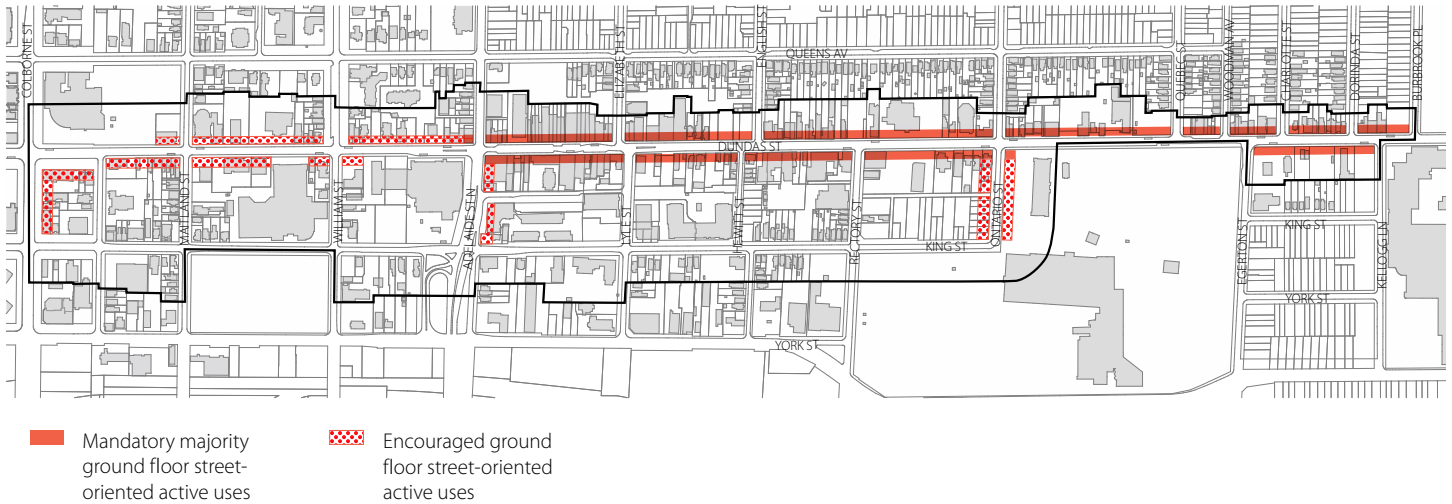 COLBORNE ST
ELIZABETH ST
ENGLISH ST
QUEENS AV
QUEBEC ST
WOODMAN AV
CHARLOTTE ST
DORINDA ST
BURBROOK PL
DUNDAS ST
MAITLAND ST
WILLIAM ST
ADELAIDE ST N
LYLE ST
HEWITT ST
RECTORY ST
ONTARIO ST
KING ST
EGERTON ST
KING ST
KELLOGG LN
YORK ST
YORK ST
Mandatory majority
ground floor street-
oriented active uses
Encouraged ground
floor street-oriented
active uses